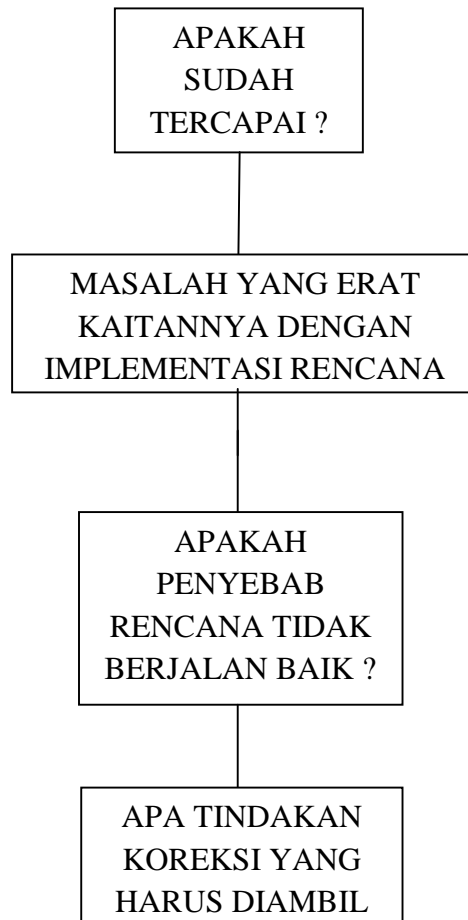 APAKAH
SUDAH
TERCAPAI ?
MASALAH YANG ERAT
KAITANNYA DENGAN
IMPLEMENTASI RENCANA
APAKAH
PENYEBAB
RENCANA TIDAK
BERJALAN BAIK ?
APA TINDAKAN
KOREKSI YANG
HARUS DIAMBIL